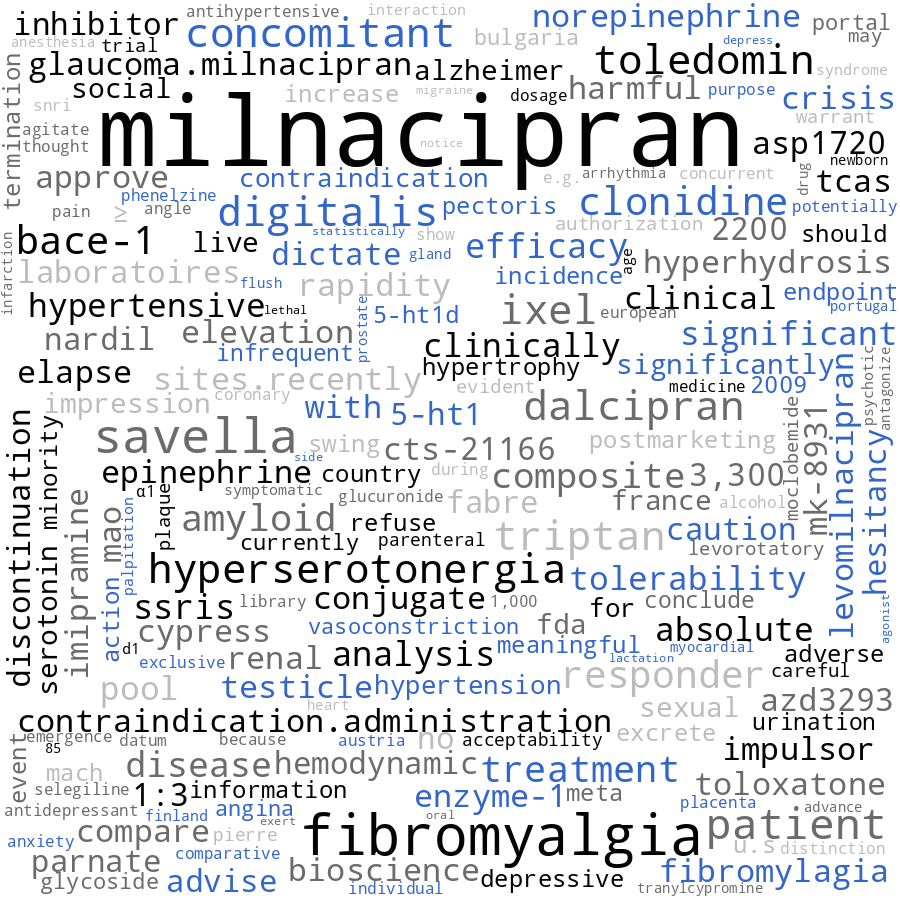 antihypertensive interaction
inhibitor concomitant norepinephrine portal
anesthesia trial bulgaria depress may
glaucoma.milnacipran alzheimer toledomin syndrome
termination social increase migraine dosage harmful purpose crisis
snri warrant
agitate milnacipran notice asp1720
thought newborn
approve contraindication e.g. arrhythmia concurrent drug tcas
phenelzine
pain ≥ angle digitalis pectoris clonidine potentially
statistically show authorization 2200 should
bace-1 live dictate gland efficacy age hyperhydrosis
infarction laboratoires flush rapidity incidence endpoint
hypertensive lethal prostate 5-ht1d ixel european clinical portugal
nardil elevation infrequent clinically significant
elapse sites.recently hypertrophy significantly psychotic antagonize
coronary evident medicine 2009
impression with 5-ht1 dalcipran moclobemide mk-8931 levomilnacipran
discontinuation minority savella swing cts-21166 postmarketing hesitancy
side
epinephrine country during composite 3,300
α1 plaque symptomatic glucuronide fabre france alcohol
serotonin imipramine mao palpitation amyloid refuse triptan caution
currently parenteral levorotatory
action hyperserotonergia tolerability
ssris library conjugate 1,000 for conclude agonist
cypress vasoconstriction fda absolute
d1 exclusive renal analysis meaningful myocardial adverse
lactation careful
pool testicle hypertension responder azd3293
heart sexual
contraindication.administration excrete urination
event emergence 85 datum because austria no acceptability impulsor
mach disease hemodynamic treatment
selegiline 1:3 information enzyme-1 meta toloxatone
antidepressant finland angina exert oral placenta advance
anxiety compare pierre fibromyalgia patient
comparative u.s distinction
parnate bioscience depressive fibromylagia
glycoside advise individual tranylcypromine